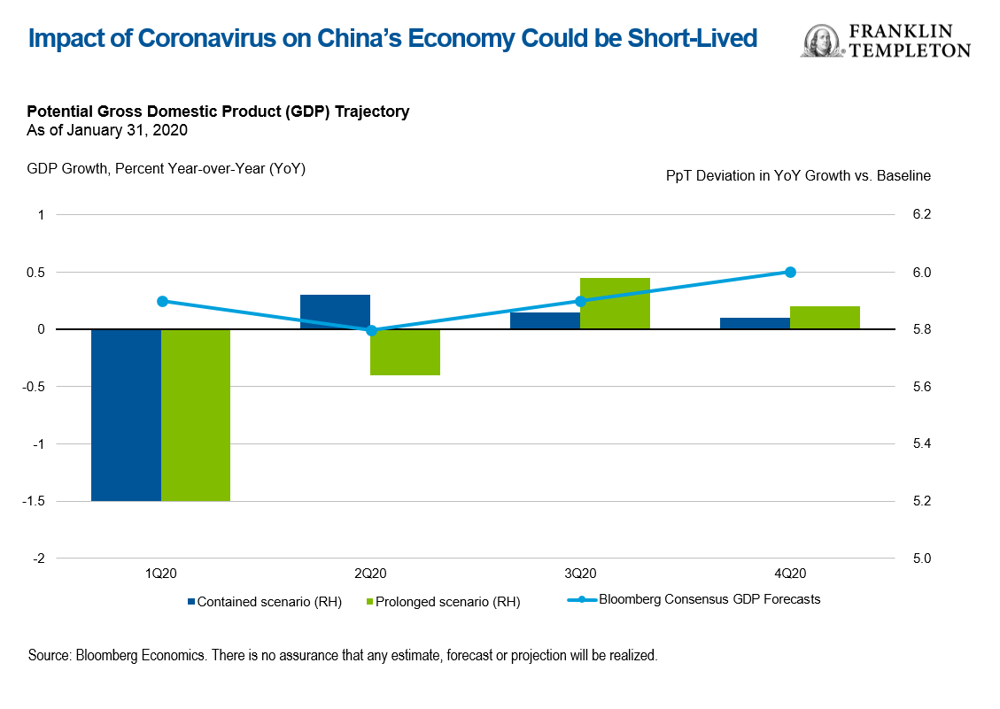 Impact of Coronavirus on China's Economy Could be Short-Lived
FRANKLIN
TEMPLETON
Potential Gross Domestic Product (GDP) Trajectory
As of January 31, 2020
GDP Growth, Percent Year-over-Year (YoY)
PpT Deviation in YoY Growth vs. Baseline
1 6.2
0.5 6.0
0 5.8
-0.5 5.6
-1 5.4
-1.5 5.2
-2 5.0
1Q20 2Q20 3Q20 4Q20
Contained scenario (RH) Prolonged scenario (RH) Bloomberg Consensus GDP Forecasts
Source: Bloomberg Economics. There is no assurance that any estimate, forecast or projection will be realized.